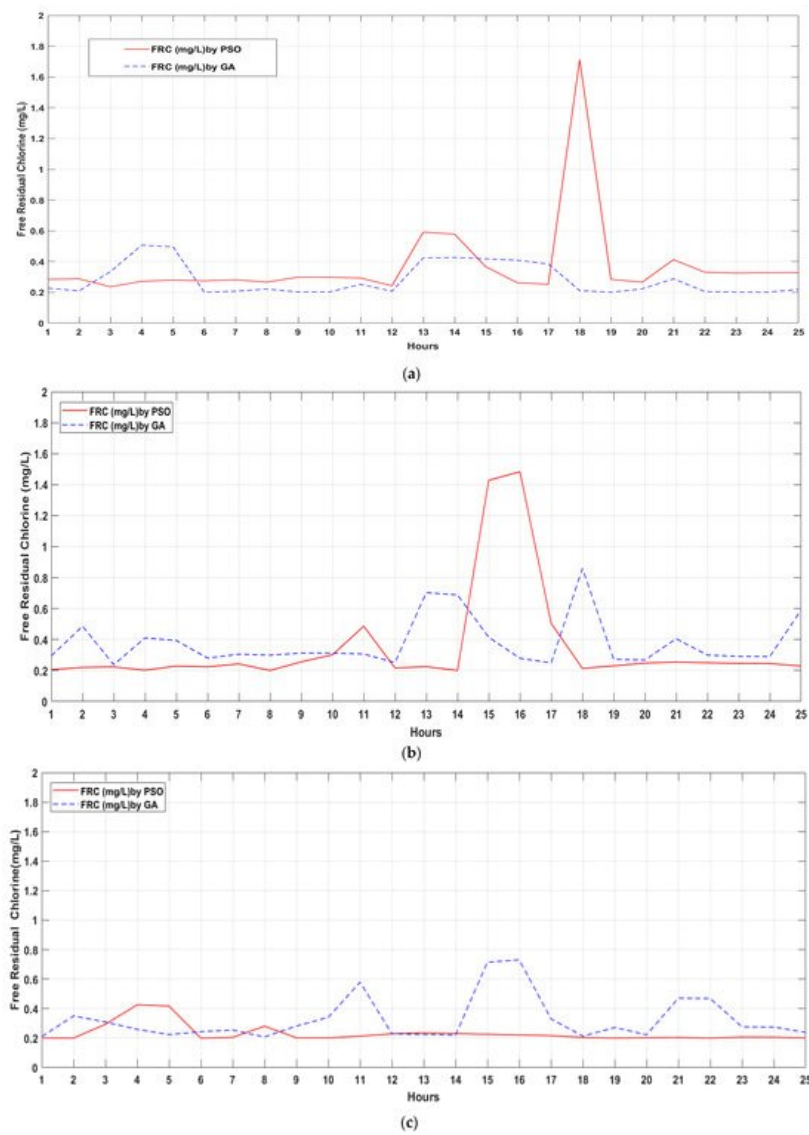 2
1.8
FRC (mg/L)by PSO
FRC (mg/L)by GA
1.6
1.4
1.2
1
0.8
0.6
0.4
0.2
0
Free Residual Chlorine (mg/L)
1 2 3 4 5 6 7 8 9 10 11 12 13 14 15 16 17 18 19 20 21 22 23 24 25
Hours
(a)
2
FRC (mg/L)by PSO
1.8
FRC (mg/L)by GA
1.6
1.4
1.2
1
0.8
0.6
0.4
0.2
0
Free Residual Chlorine (mg/L)
1 2 3 4 5 6 7 8 9 10 11 12 13 14 15 16 17 18 19 20 21 22 23 24 25
Hours
(b)
2
FRC (mg/L)by PSO
1.8
FRC (mg/L)by GA
1.6
1.4
1.2
1
0.8
0.6
0.4
0.2
0
Free Residual Chlorine(mg/L)
1 2 3 4 5 6 7 8 9 10 11 12 13 14 15 16 17 18 19 20 21 22 23 24 25
Hours
(c)